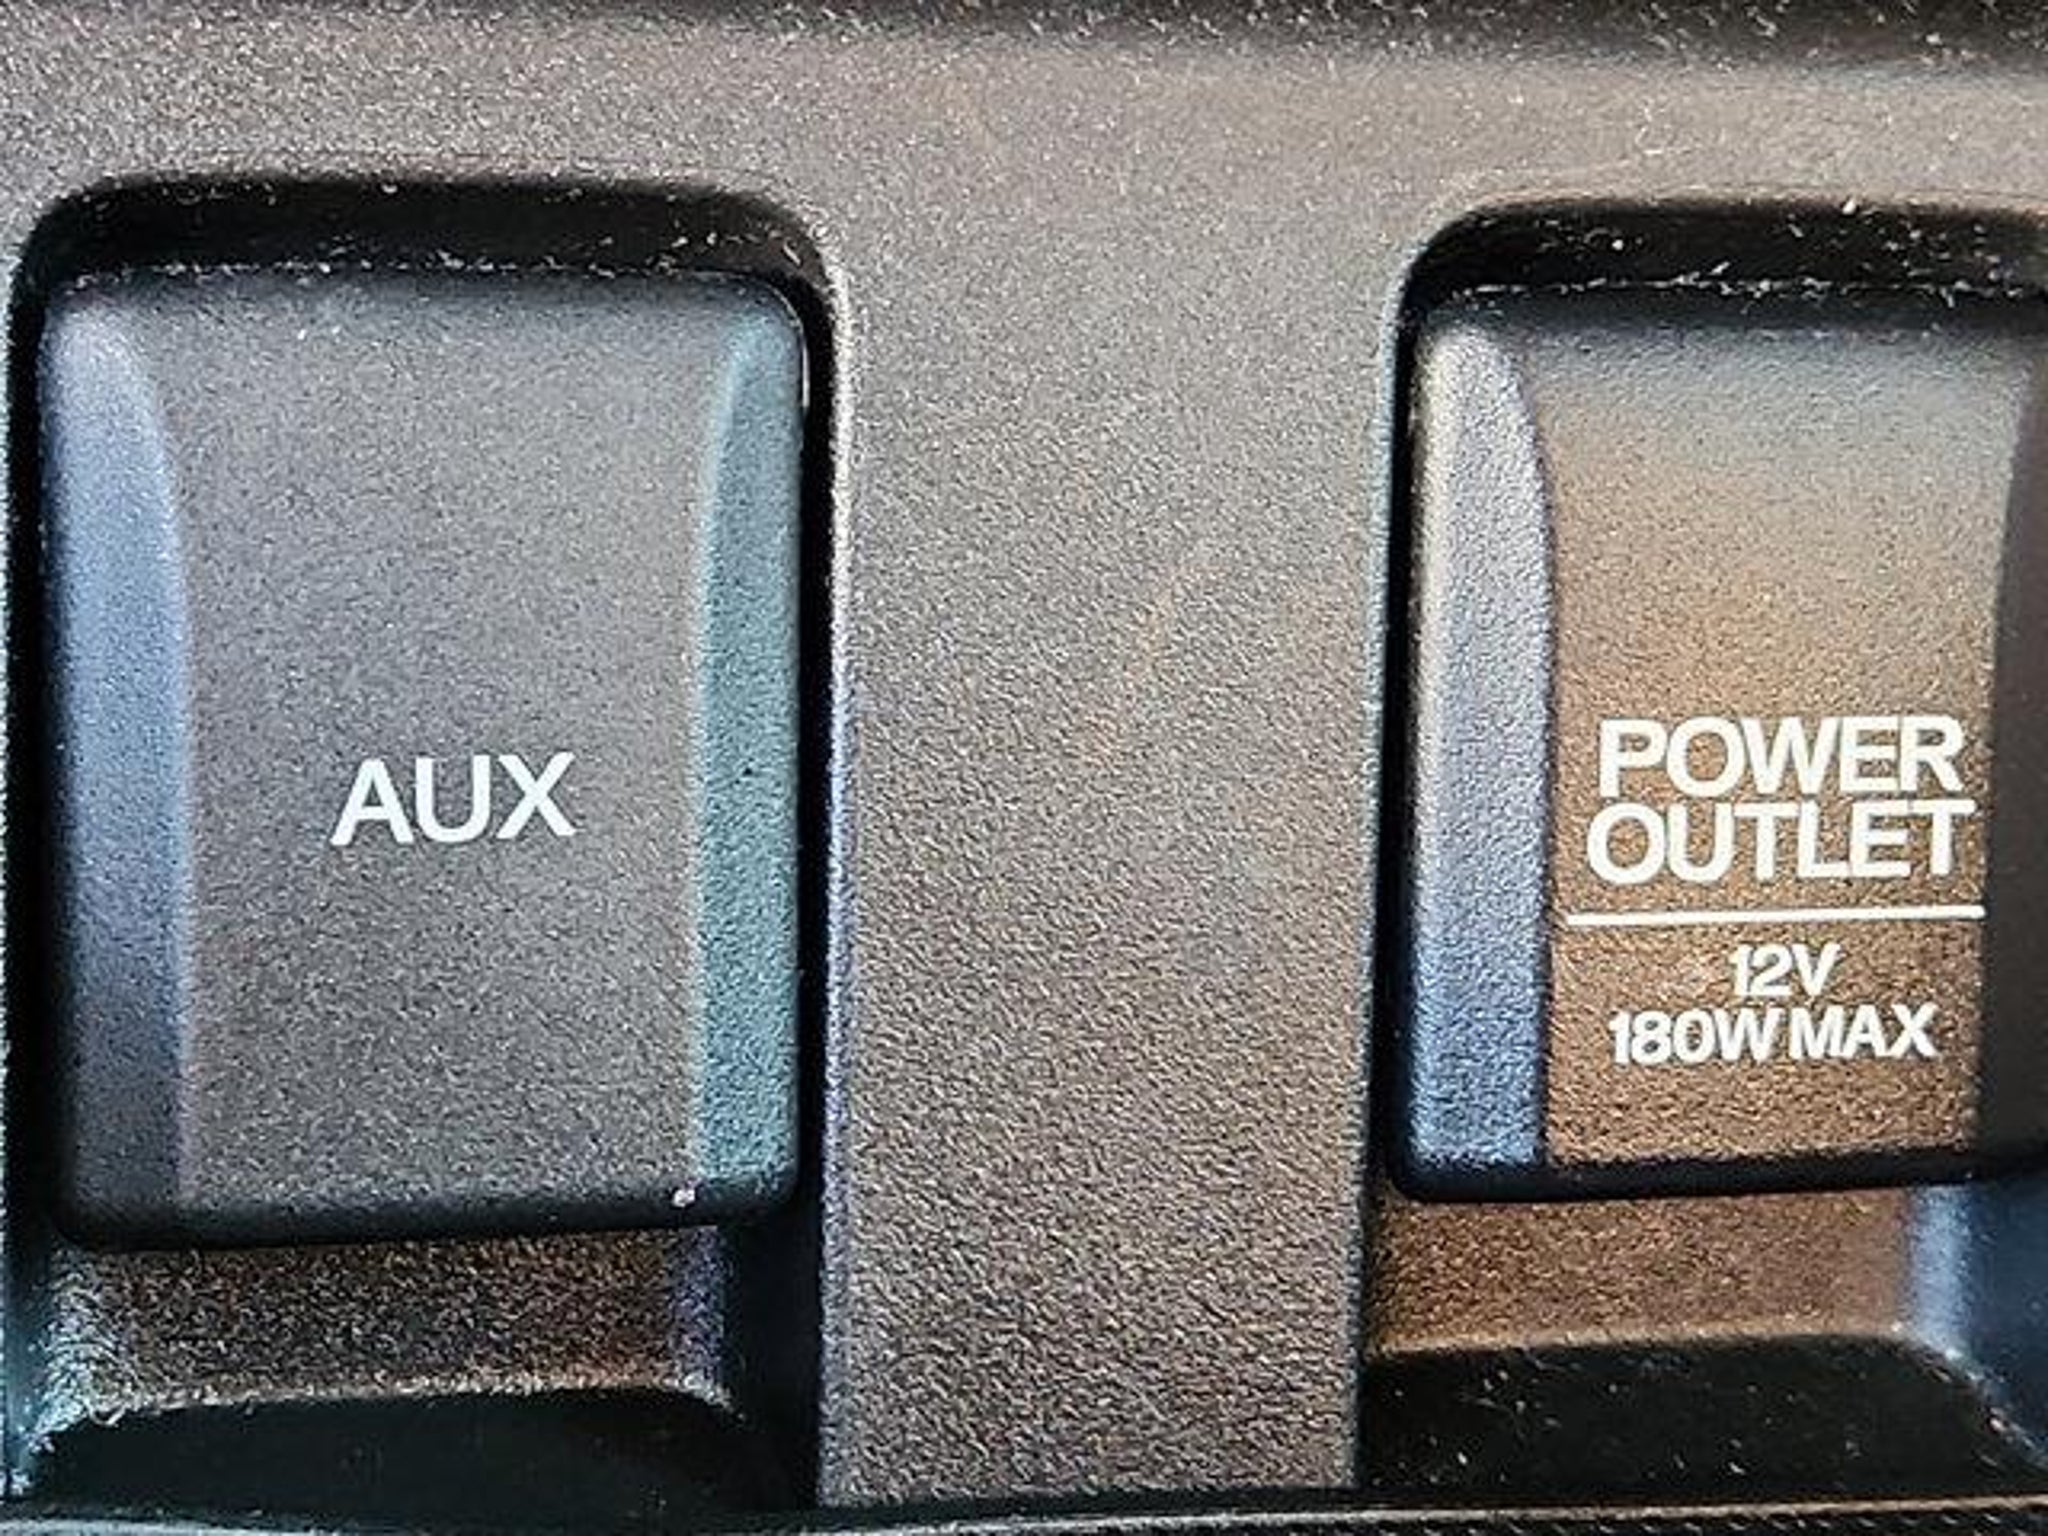 AUX
POWER
OUTLET
12V
180W MAX